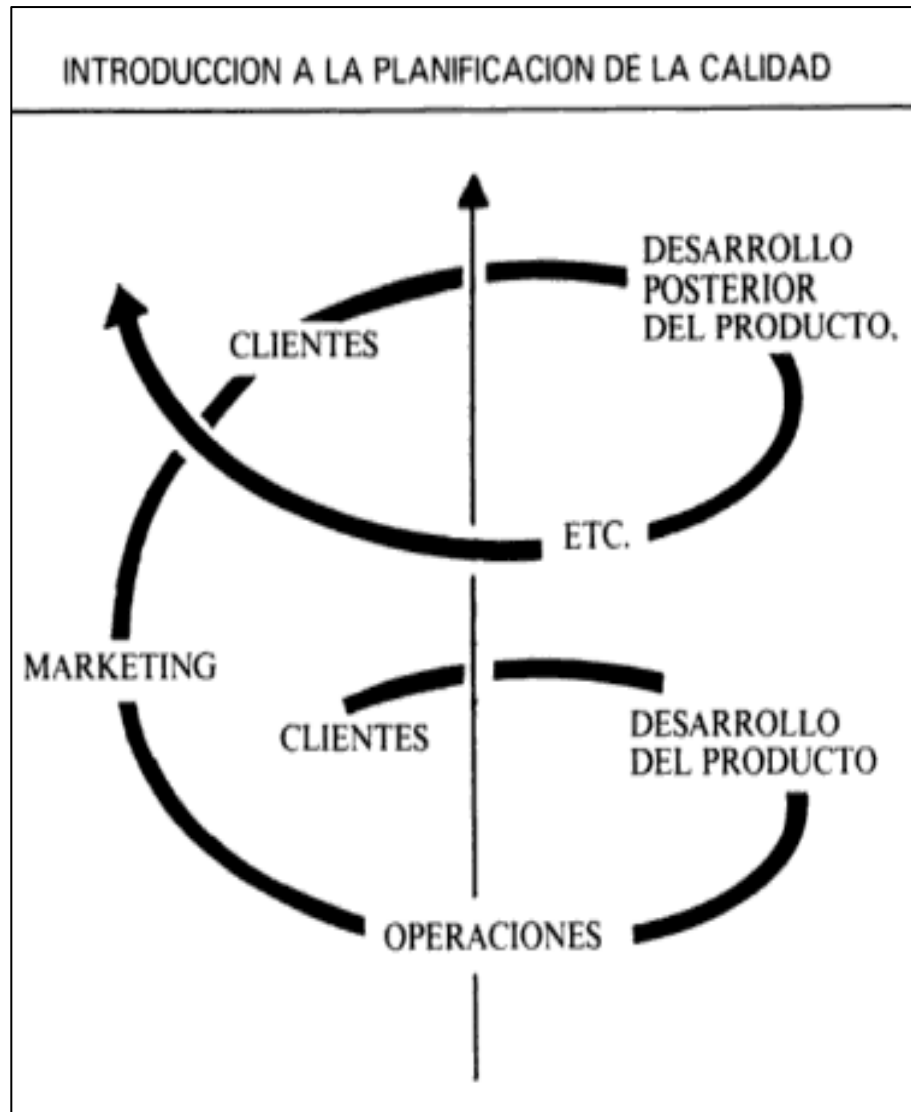 INTRODUCCION A LA PLANIFICACION DE LA CALIDAD
DESARROLLO
POSTERIOR
DEL PRODUCTO,
CLIENTES
ETC.
MARKETING
CLIENTES
DESARROLLO
DEL PRODUCTO
OPERACIONES